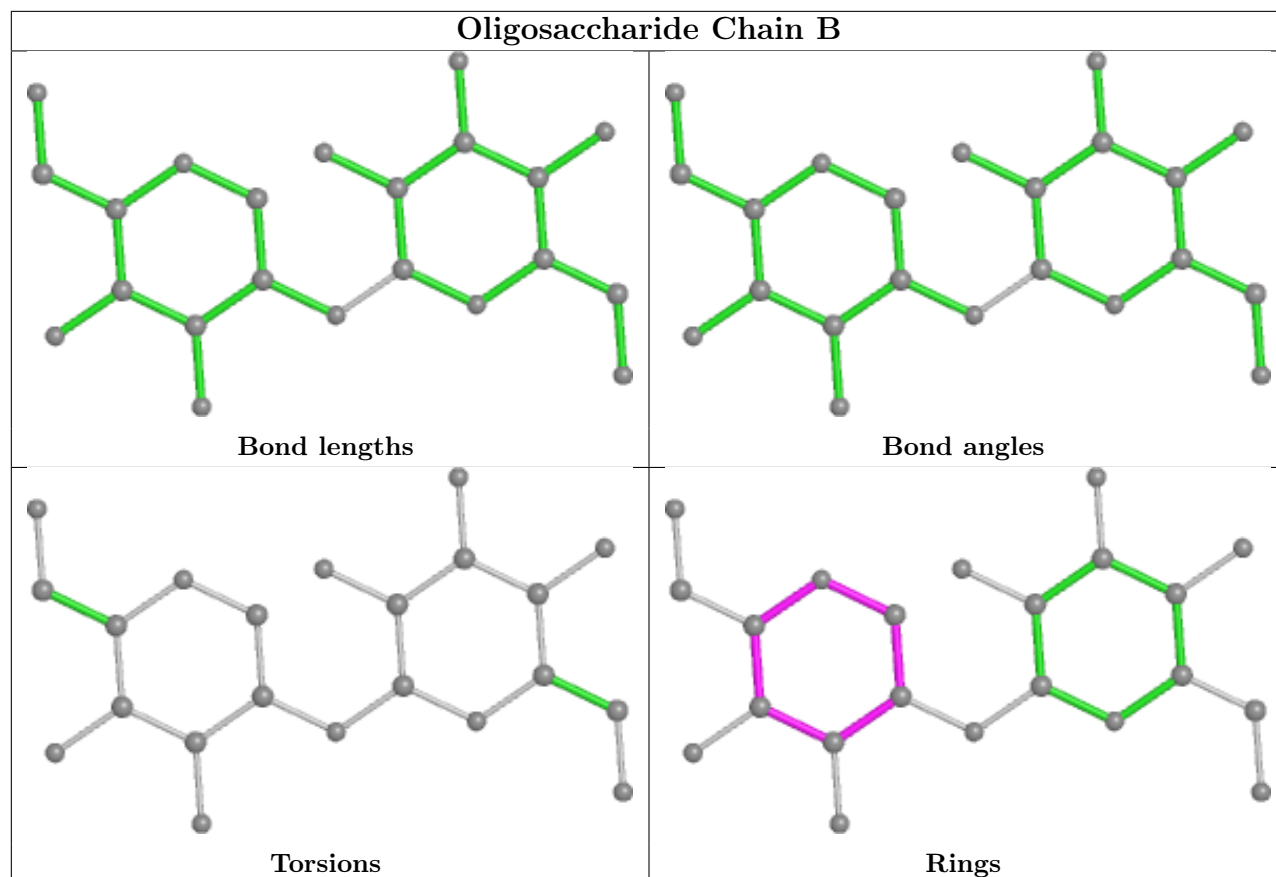 Oligosaccharide Chain B
Bond lengths
Bond angles
Torsions
Rings